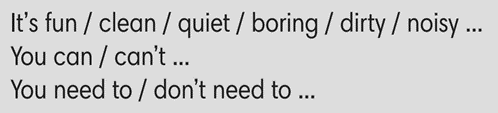 It's fun / clean / quiet / boring / dirty / noisy ...
You can / can't ...
You need to / don't need to ...